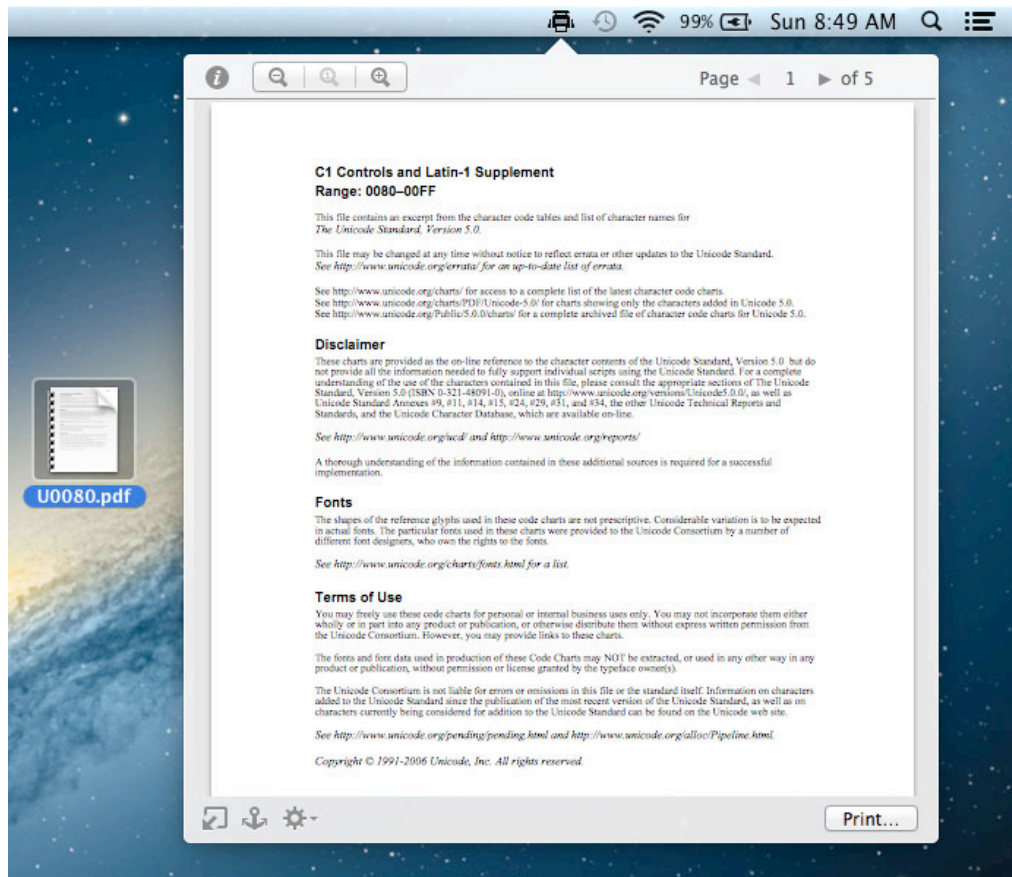 99% Sun 8:49 AM
Page 1 of 5
C1 Controls and Latin-1 Supplement
Range: 0080–00FF
This file contains an excerpt from the character code tables and list of character names for
The Unicode Standard, Version 5.0.
This file may be changed at any time without notice to reflect errata or other updates to the Unicode Standard.
See http://www.unicode.org/errata/ for an up-to-date list of errata.
See http://www.unicode.org/charts/ for access to a complete list of the latest character code charts.
See http://www.unicode.org/charts/PDF/Unicode-5.0/ for charts showing only the characters added in Unicode 5.0.
See http://www.unicode.org/Public/5.0.0/charts/ for a complete archived file of character code charts for Unicode 5.0.
Disclaimer
These charts are provided as the on-line reference to the character contents of the Unicode Standard, Version 5.0 but do
not provide all the information needed to fully support individual scripts using the Unicode Standard. For a complete
understanding of the use of the characters contained in this file, please consult the appropriate sections of The Unicode
Standard, Version 5.0 (ISBN 0-321-48091-0), online at http://www.unicode.org/versions/Unicode5.0.0/, as well as
Unicode Standard Annexes #9, #11, #14, #15, #24, #29, #31, and #34, the other Unicode Technical Reports and
Standards, and the Unicode Character Database, which are available on-line.
See http://www.unicode.org/ucd/ and http://www.unicode.org/reports/
A thorough understanding of the information contained in these additional sources is required for a successful
implementation.
U0080.pdf
Fonts
The shapes of the reference glyphs used in these code charts are not prescriptive. Considerable variation is to be expected
in actual fonts. The particular fonts used in these charts were provided to the Unicode Consortium by a number of
different font designers, who own the rights to the fonts.
See http://www.unicode.org/charts/fonts.html for a list.
Terms of Use
You may freely use these code charts for personal or internal business uses only. You may not incorporate them either
wholly or in part into any product or publication, or otherwise distribute them without express written permission from
the Unicode Consortium. However, you may provide links to these charts.
The fonts and font data used in production of these Code Charts may NOT be extracted, or used in any other way in any
product or publication, without permission or license granted by the typeface owner(s).
The Unicode Consortium is not liable for errors or omissions in this file or the standard itself. Information on characters
added to the Unicode Standard since the publication of the most recent version of the Unicode Standard, as well as on
characters currently being considered for addition to the Unicode Standard can be found on the Unicode web site.
See http://www.unicode.org/pending/pending.html and http://www.unicode.org/alloc/Pipeline.html.
Copyright © 1991-2006 Unicode, Inc. All rights reserved.
Print...